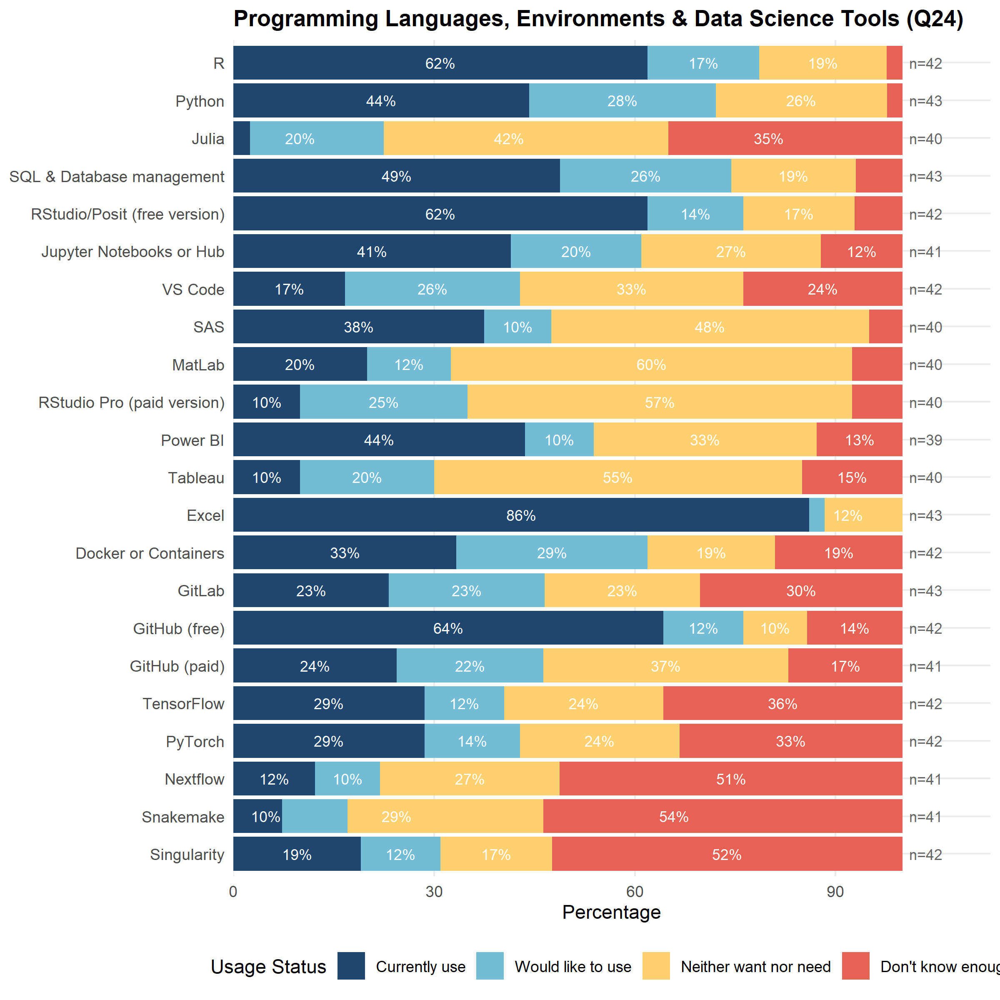 Programming Languages, Environments & Data Science Tools (Q24)
R 62% 17% 19% n=42
Python 44% 28% 26% n=43
Julia 20% 42% 35% n=40
SQL & Database management 49% 26% 19% n=43
RStudio/Posit (free version) 62% 14% 17% n=42
Jupyter Notebooks or Hub 41% 20% 27% 12% n=41
VS Code 17% 26% 33% 24% n=42
SAS 38% 10% 48% n=40
MatLab 20% 12% 60% n=40
RStudio Pro (paid version) 10% 25% 57% n=40
Power BI 44% 10% 33% 13% n=39
Tableau 10% 20% 55% 15% n=40
Excel 86% 12% n=43
Docker or Containers 33% 29% 19% 19% n=42
GitLab 23% 23% 23% 30% n=43
GitHub (free) 64% 12% 10% 14% n=42
GitHub (paid) 24% 22% 37% 17% n=41
TensorFlow 29% 12% 24% 36% n=42
PyTorch 29% 14% 24% 33% n=42
Nextflow 12% 10% 27% 51% n=41
Snakemake 10% 29% 54% n=41
Singularity 19% 12% 17% 52% n=42
0 30 60 90
Percentage
Usage Status Currently use Would like to use Neither want nor need Don't know enoug